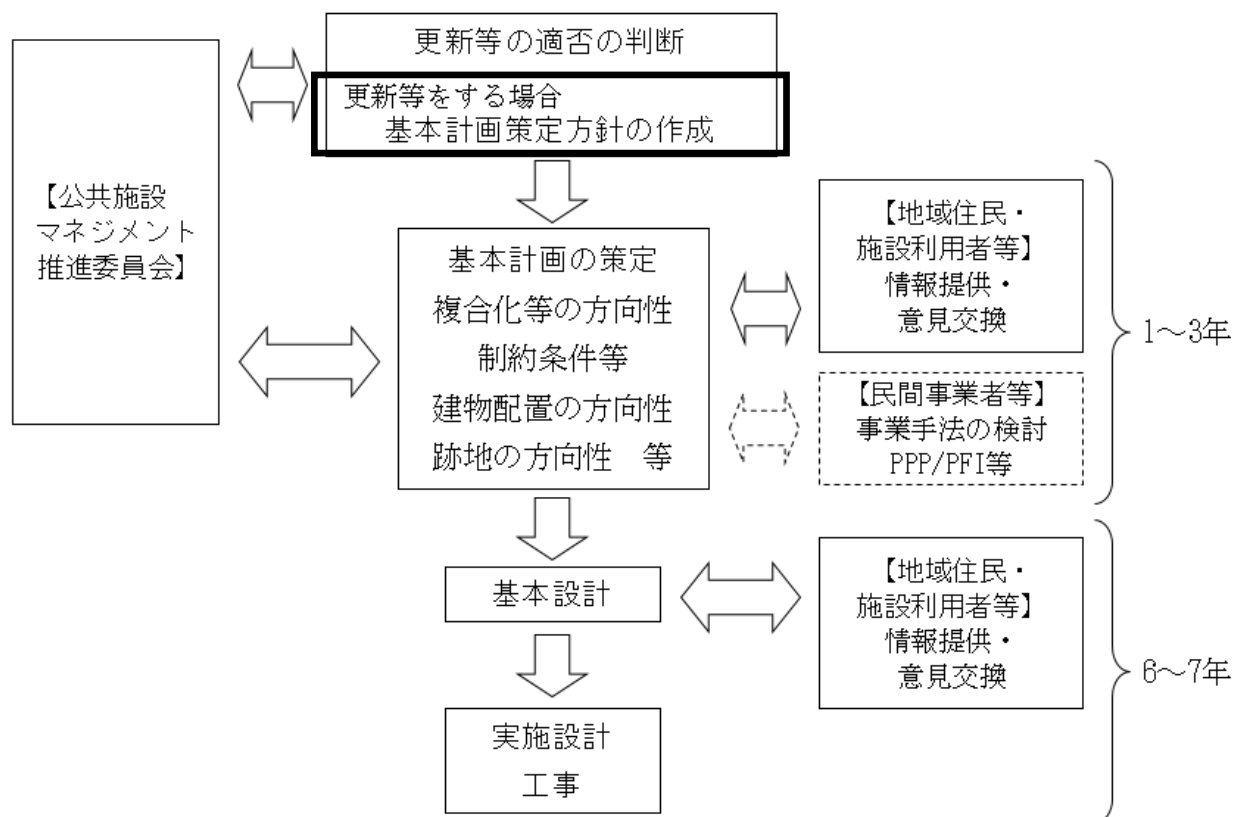 更新等の適否の判断
更新等をする場合
基本計画策定方針の作成
【公共施設
マネジメント
推進委員会】
基本計画の策定
複合化等の方向性
制約条件等
建物配置の方向性
跡地の方向性 等
【地域住民・
施設利用者等】
情報提供・
意見交換
【民間事業者等】
事業手法の検討
PPP/PFI等
1～3年
基本設計
【地域住民・
施設利用者等】
情報提供・
意見交換
6～7年
実施設計
工事